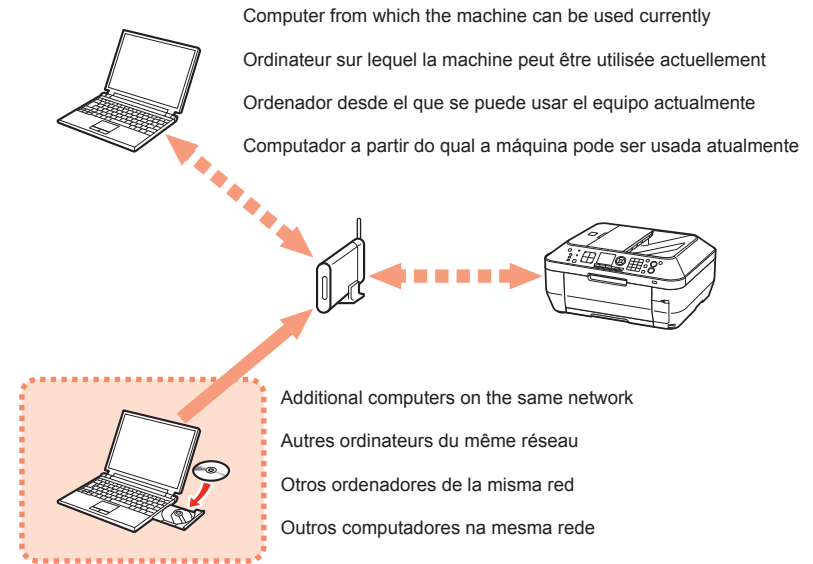 Computer from which the machine can be used currently
Ordinateur sur lequel la machine peut être utilisée actuellement
Ordenador desde el que se puede usar el equipo actualmente
Computador a partir do qual a máquina pode ser usada atualmente
Additional computers on the same network
Autres ordinateurs du même réseau
Otros ordenadores de la misma red
Outros computadores na mesma rede